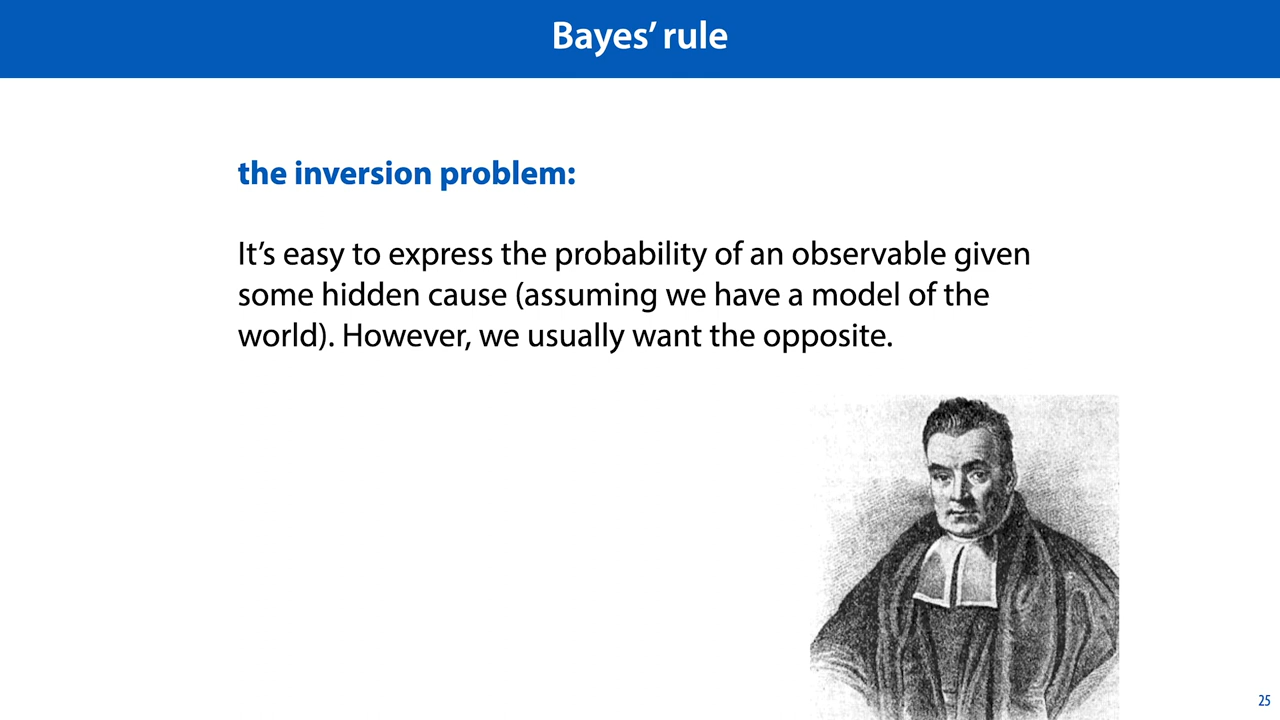 Bayes’ rule
the inversion problem:
It’s easy to express the probability of an observable given
some hidden cause (assuming we have a model of the
world). However, we usually want the opposite.
25